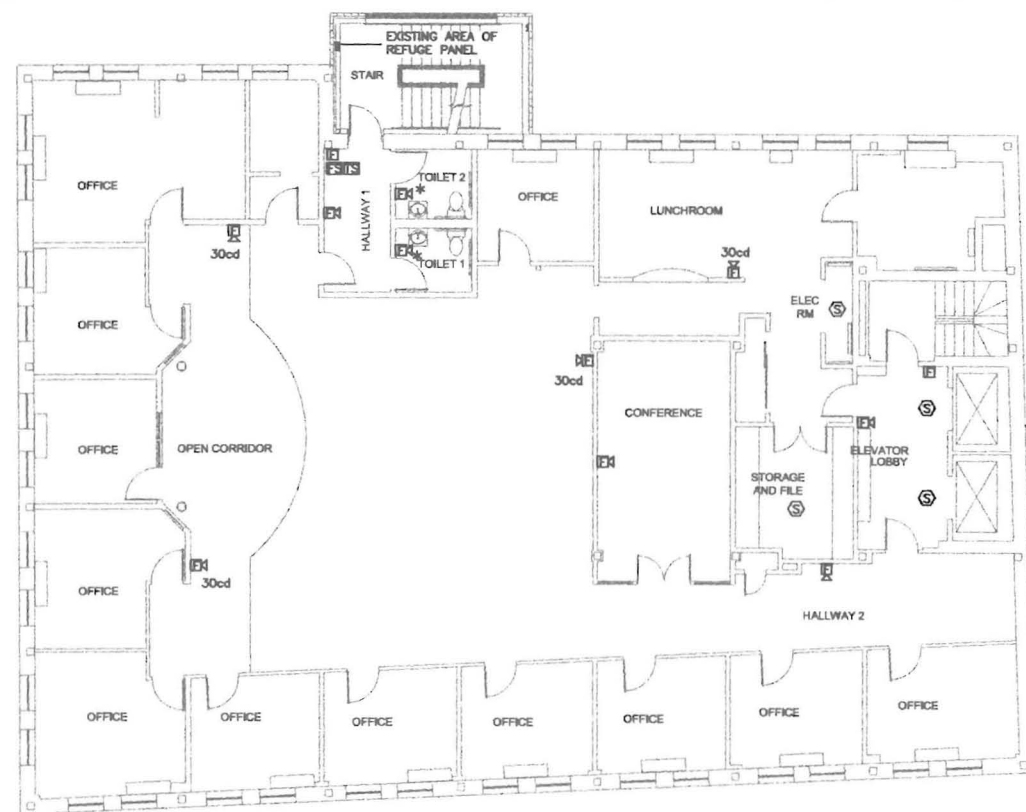 EXISTING AREA OF
REFUGE PANEL
STAIR
F
FS TS
F
HALLWAY 1
TOILET 2
F
*
TOILET 1
F
*
OFFICE
OFFICE
LUNCHROOM
F
30cd
30cd
F
ELEC
RM
S
OFFICE
F
30cd
CONFERENCE
F
F
S
F
ELEVATOR
LOBBY
S
OFFICE
OPEN CORRIDOR
STORAGE
AND FILE
S
F
30cd
OFFICE
F
HALLWAY 2
OFFICE
OFFICE
OFFICE
OFFICE
OFFICE
OFFICE
OFFICE